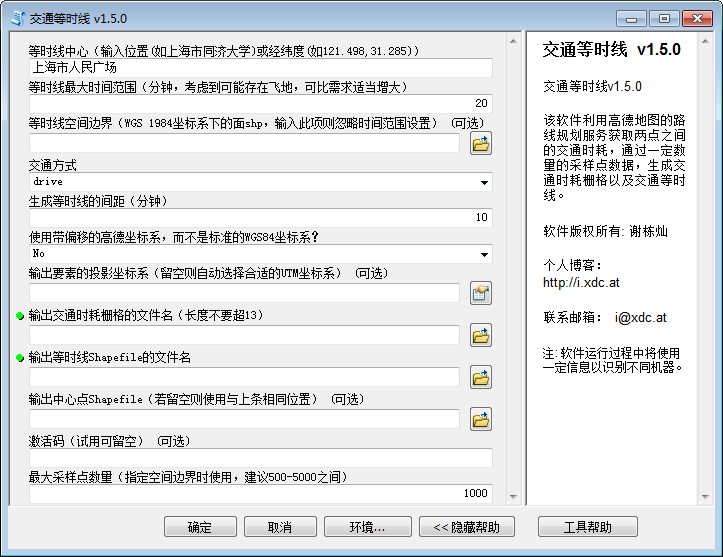 交通等时线 v1.5.0
等时线中心（输入位置(如上海市同济大学)或经纬度(如121.498,31.285)）
上海市人民广场
等时线最大时间范围（分钟，考虑到可能存在飞地，可比需求适当增大）
20
等时线空间边界（WGS 1984坐标系下的面shp，输入此项则忽略时间范围设置）（可选）
交通方式
drive
生成等时线的间距（分钟）
10
使用带偏移的高德坐标系，而不是标准的WGS84坐标系？
No
输出要素的投影坐标系（留空则自动选择合适的UTM坐标系）（可选）
输出交通时耗栅格的文件名（长度不要超13）
输出等时线Shapefile的文件名
输出中心点Shapefile（若留空则使用与上条相同位置）（可选）
激活码（试用可留空）（可选）
最大采样点数量（指定空间边界时使用，建议500-5000之间）
1000
确定
取消
环境...
<< 隐藏帮助
交通等时线 v1.5.0
交通等时线v1.5.0
该软件利用高德地图的路
线规划服务获取两点之间
的交通时耗，通过一定数
量的采样点数据，生成交
通时耗栅格以及交通等时
线。
软件版权所有: 谢栋灿
个人博客：
http://i.xdc.at
联系邮箱： i@xdc.at
注: 软件运行过程中将使用
一定信息以识别不同机器。
工具帮助